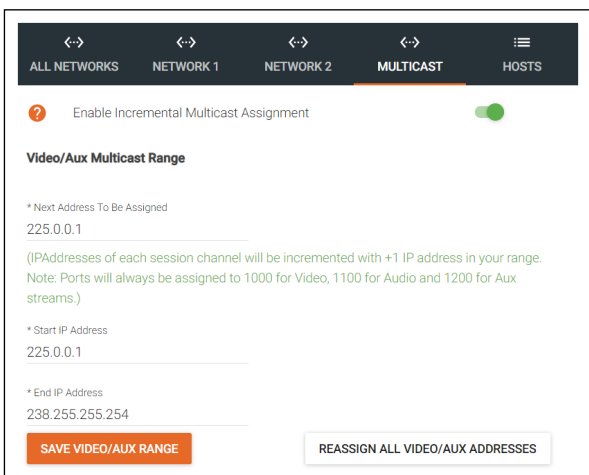 ALL NETWORKS NETWORK 1 NETWORK 2 MULTICAST HOSTS
? Enable Incremental Multicast Assignment
Video/Aux Multicast Range
* Next Address To Be Assigned
225.0.0.1
(IPAddresses of each session channel will be incremented with +1 IP address in your range.
Note: Ports will always be assigned to 1000 for Video, 1100 for Audio and 1200 for Aux
streams.)
* Start IP Address
225.0.0.1
* End IP Address
238.255.255.254
SAVE VIDEO/AUX RANGE REASSIGN ALL VIDEO/AUX ADDRESSES